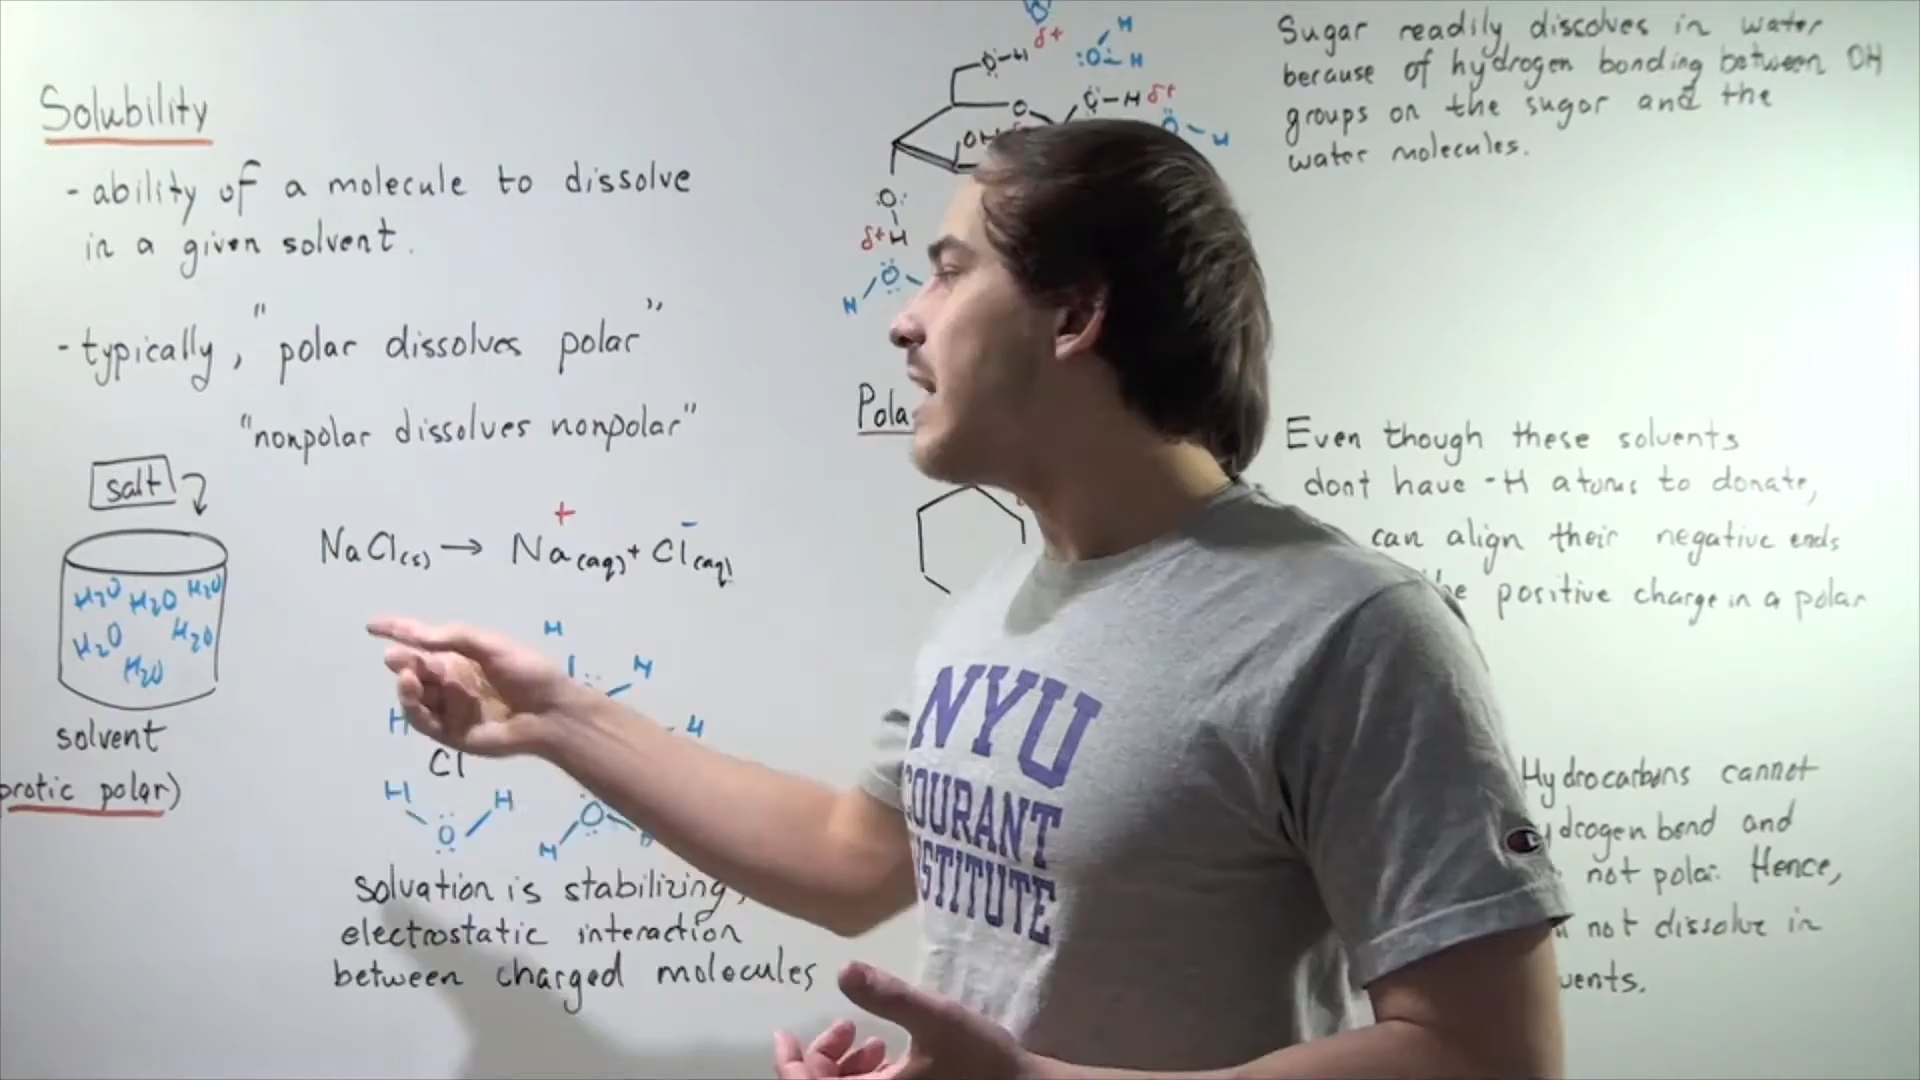 Solubility
- ability of a molecule to dissolve
in a given solvent.
- typically, "polar dissolves polar"
"nonpolar dissolves nonpolar"
salt
H2O H2O H2O
H2O H2O
H2O
solvent
protic polar)
NaCl(s) → Na+(aq) + Cl-(aq)
H
H
H
H
Cl
H H
O
O
H
Solvation is stabilizing,
electrostatic interaction
between charged molecules
O-H
δ+
H
:O-H
O
O-H δ+
OH
O-H
:O:
H
δ+
O
H
Sugar readily dissolves in water
because of hydrogen bonding between OH
groups on the sugar and the
water molecules.
Even though these solvents
dont have -H atoms to donate,
can align their negative ends
positive charge in a polar
Hydrocarbons cannot
bond and
not polar. Hence,
not dissolve in
NYU
COURANT